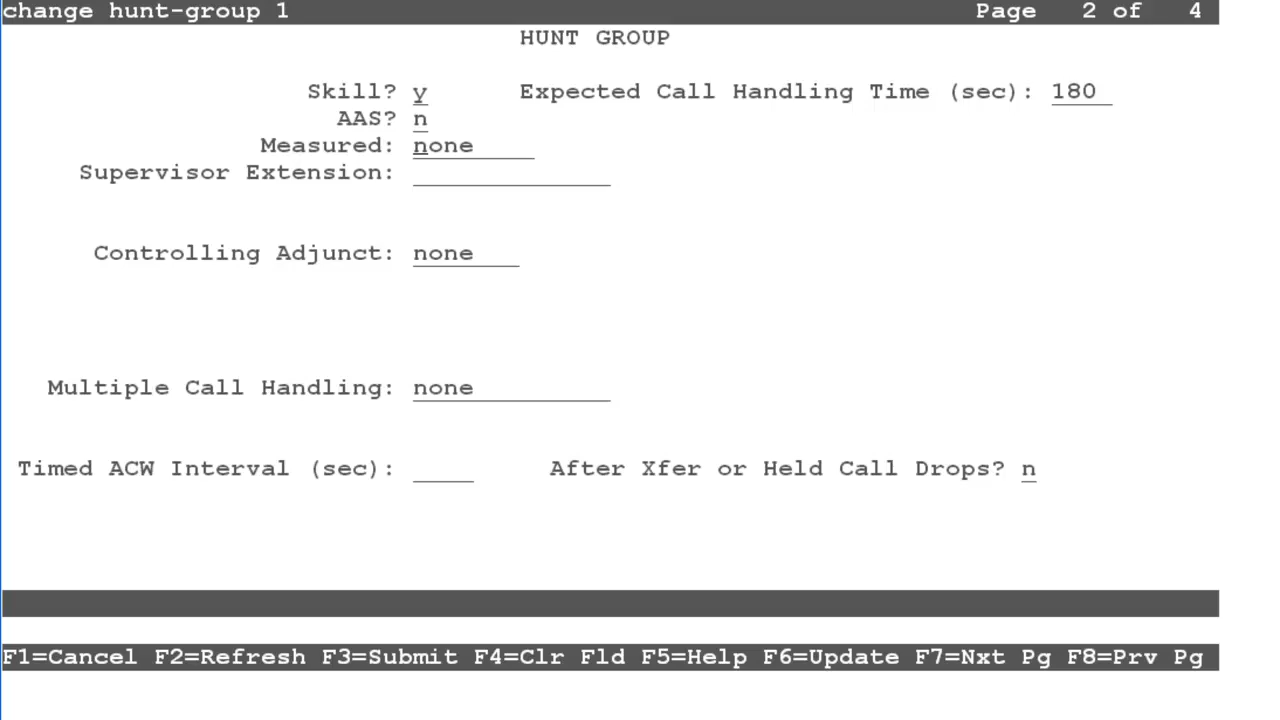 change hunt-group 1 Page 2 of 4
HUNT GROUP
Skill? y Expected Call Handling Time (sec): 180
AAS? n
Measured: none
Supervisor Extension:
Controlling Adjunct: none
Multiple Call Handling: none
Timed ACW Interval (sec): After Xfer or Held Call Drops? n
F1=Cancel F2=Refresh F3=Submit F4=Clr Fld F5=Help F6=Update F7=Nxt Pg F8=Prv Pg